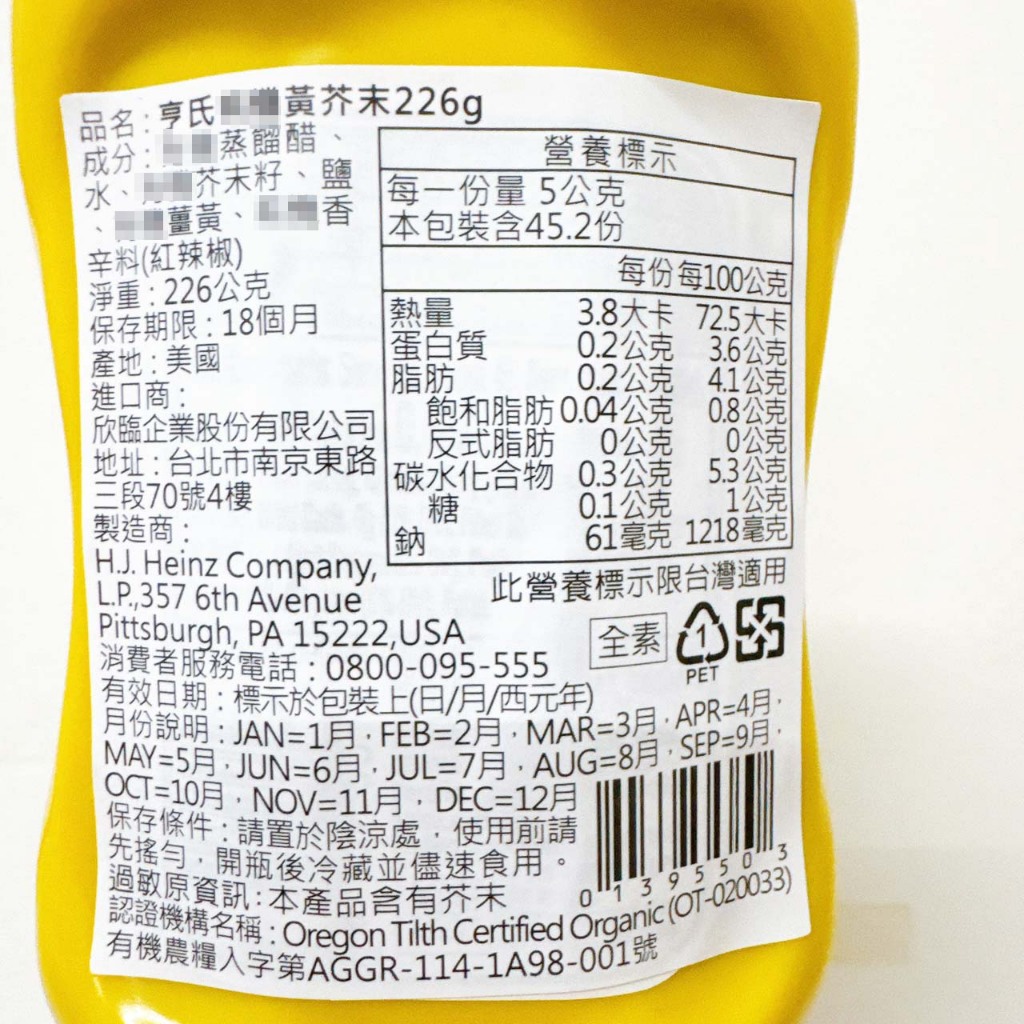 品名:亨氏 黃芥末226g
成分: 蒸餾醋、
水、 芥末籽、鹽
、 薑黃、 香
辛料(紅辣椒)
淨重:226公克
保存期限:18個月
產地:美國
進口商:
欣臨企業股份有限公司
地址:台北市南京東路
三段70號4樓
製造商:
H.J. Heinz Company,
L.P.,357 6th Avenue
Pittsburgh, PA 15222,USA
消費者服務電話:0800-095-555
有效日期:標示於包裝上(日/月/西元年)
月份說明:JAN=1月,FEB=2月,MAR=3月,APR=4月,
MAY=5月,JUN=6月,JUL=7月,AUG=8月,SEP=9月,
OCT=10月,NOV=11月,DEC=12月
保存條件:請置於陰涼處,使用前請
先搖勻,開瓶後冷藏並儘速食用。
過敏原資訊:本產品含有芥末
認證機構名稱:Oregon Tilth Certified Organic (OT-020033)
有機農糧入字第AGGR-114-1A98-001號
營養標示
每一份量 5公克
本包裝含45.2份
每份 每100公克
熱量 3.8大卡 72.5大卡
蛋白質 0.2公克 3.6公克
脂肪 0.2公克 4.1公克
飽和脂肪 0.04公克 0.8公克
反式脂肪 0公克 0公克
碳水化合物 0.3公克 5.3公克
糖 0.1公克 1公克
鈉 61毫克 1218毫克
此營養標示限台灣適用
全素
1
PET
0 1 3 9 5 5 0 3